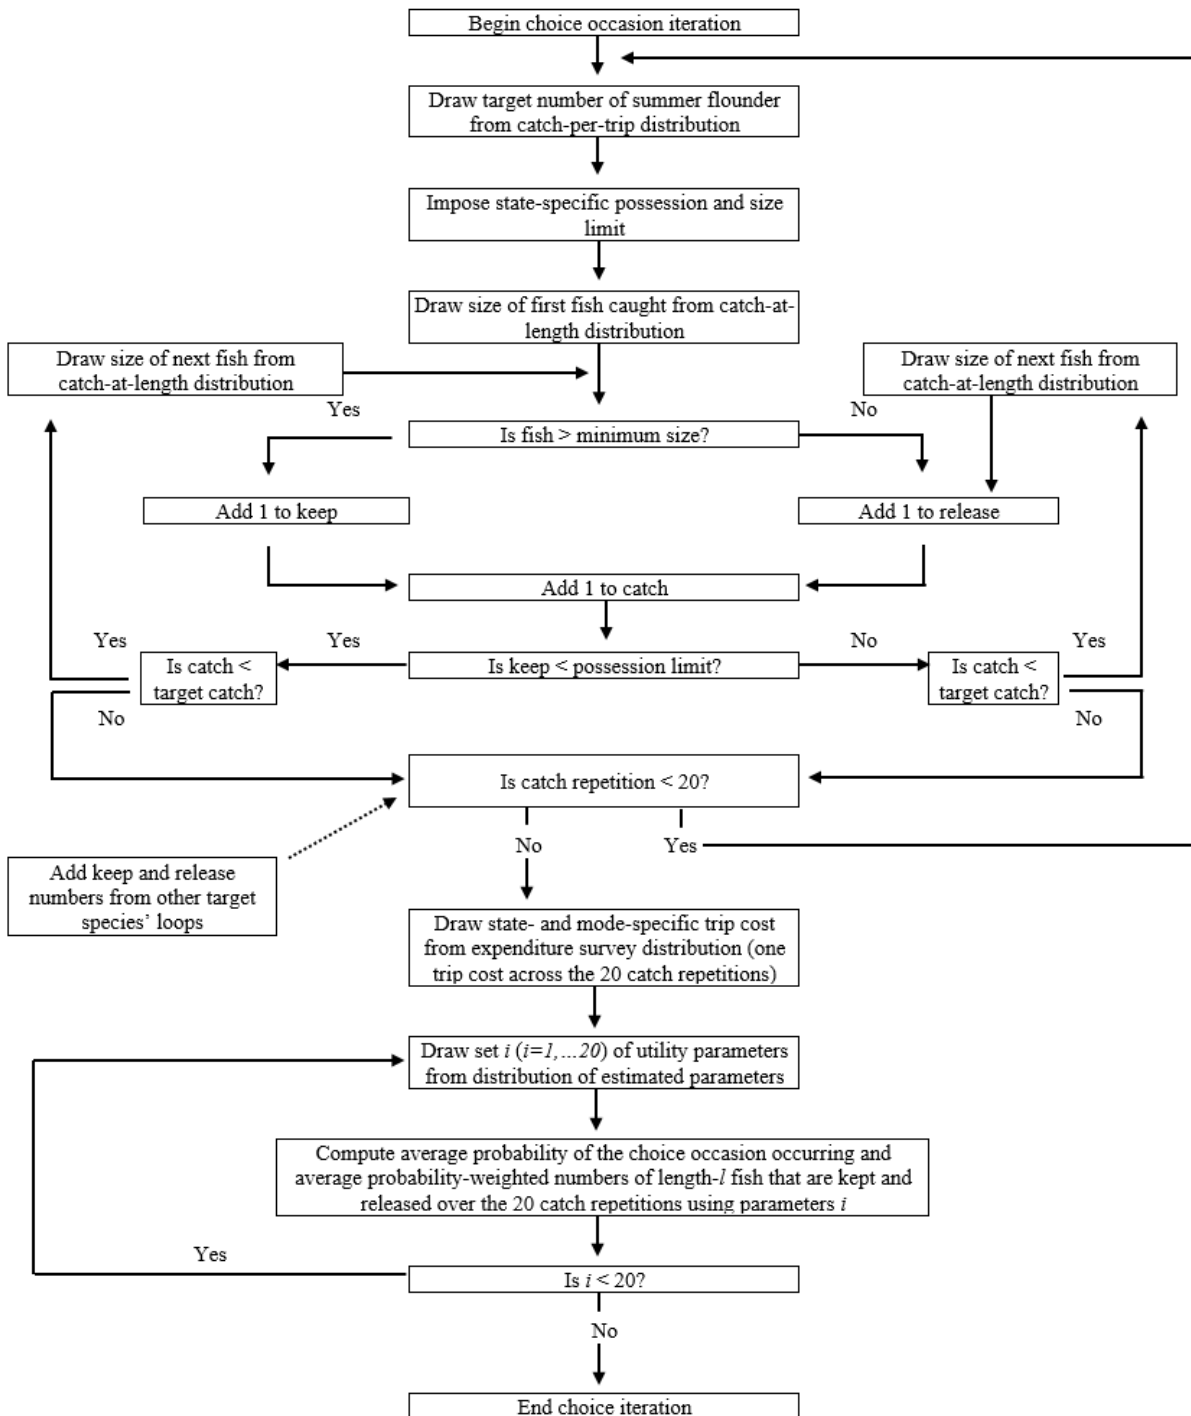 Begin choice occasion iteration
Draw target number of summer flounder
from catch-per-trip distribution
Impose state-specific possession and size
limit
Draw size of first fish caught from catch-at-
length distribution
Draw size of next fish from
catch-at-length distribution
Draw size of next fish from
catch-at-length distribution
Yes
No
Is fish > minimum size?
Add 1 to keep
Add 1 to release
Add 1 to catch
Yes
Yes
No
Yes
Is catch <
target catch?
Is keep < possession limit?
Is catch <
target catch?
No
No
Is catch repetition < 20?
No
Yes
Add keep and release
numbers from other target
species’ loops
Draw state- and mode-specific trip cost
from expenditure survey distribution (one
trip cost across the 20 catch repetitions)
Draw set i (i=1,...20) of utility parameters
from distribution of estimated parameters
Compute average probability of the choice occasion occurring and
average probability-weighted numbers of length-l fish that are kept and
released over the 20 catch repetitions using parameters i
Yes
Is i < 20?
No
End choice iteration